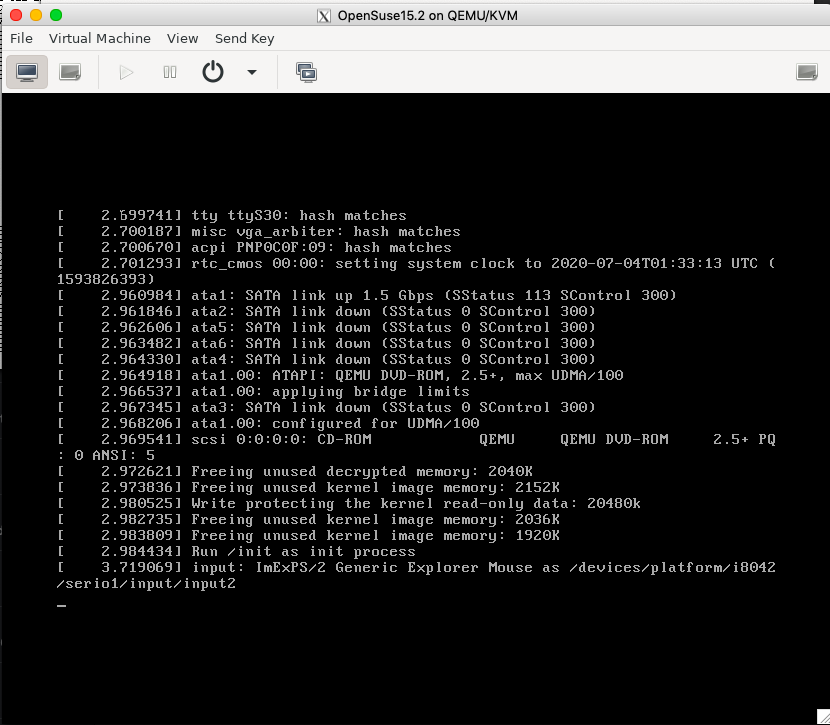 OpenSuse15.2 on QEMU/KVM
File Virtual Machine View Send Key
[    2.699741] tty ttyS30: hash matches
[    2.700187] misc vga_arbiter: hash matches
[    2.700670] acpi PNP0C0F:09: hash matches
[    2.701293] rtc_cmos 00:00: setting system clock to 2020-07-04T01:33:13 UTC (
1593826393)
[    2.960984] ata1: SATA link up 1.5 Gbps (SStatus 113 SControl 300)
[    2.961846] ata2: SATA link down (SStatus 0 SControl 300)
[    2.962606] ata5: SATA link down (SStatus 0 SControl 300)
[    2.963482] ata6: SATA link down (SStatus 0 SControl 300)
[    2.964330] ata4: SATA link down (SStatus 0 SControl 300)
[    2.964918] ata1.00: ATAPI: QEMU DVD-ROM, 2.5+, max UDMA/100
[    2.966537] ata1.00: applying bridge limits
[    2.967345] ata3: SATA link down (SStatus 0 SControl 300)
[    2.968206] ata1.00: configured for UDMA/100
[    2.969541] scsi 0:0:0:0: CD-ROM            QEMU     QEMU DVD-ROM     2.5+ PQ
: 0 ANSI: 5
[    2.972621] Freeing unused decrypted memory: 2040K
[    2.973836] Freeing unused kernel image memory: 2152K
[    2.980525] Write protecting the kernel read-only data: 20480k
[    2.982735] Freeing unused kernel image memory: 2036K
[    2.983809] Freeing unused kernel image memory: 1920K
[    2.984434] Run /init as init process
[    3.719069] input: ImExPS/2 Generic Explorer Mouse as /devices/platform/i8042
/serio1/input/input2